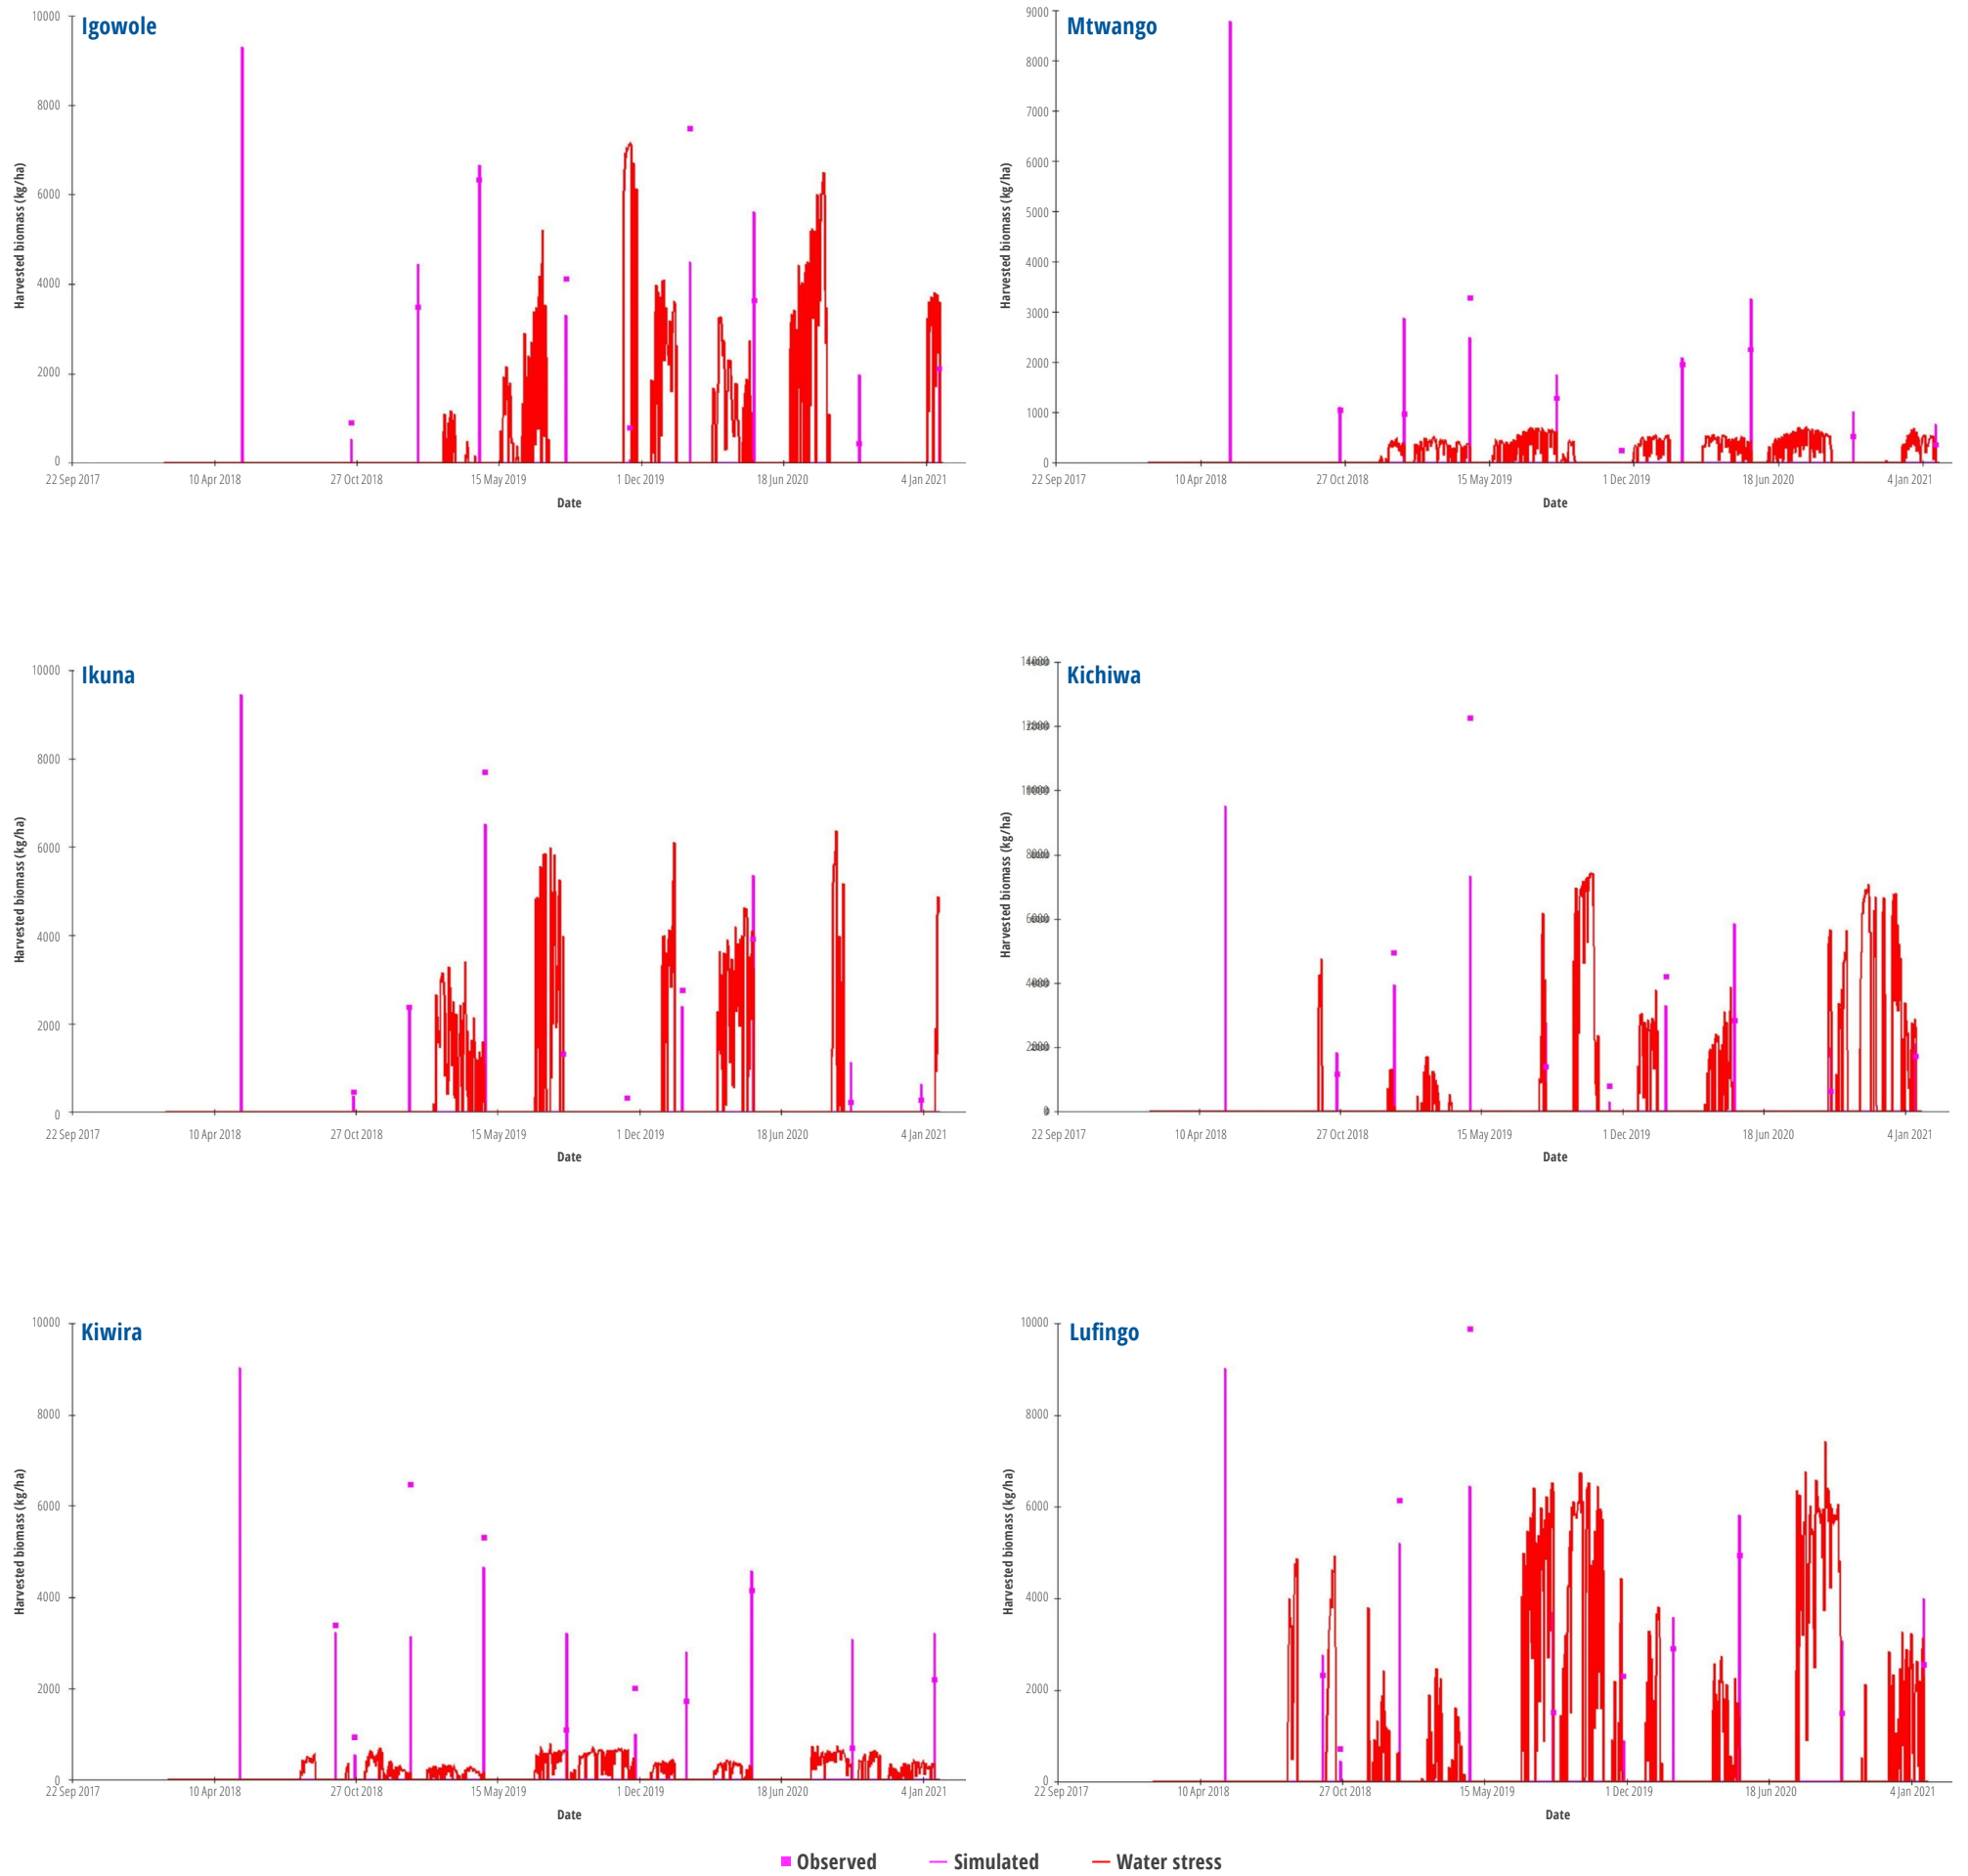 Igowole
Harvested biomass (kg/ha)
10000
8000
6000
4000
2000
0
22 Sep 2017 10 Apr 2018 27 Oct 2018 15 May 2019 1 Dec 2019 18 Jun 2020 4 Jan 2021
Date
Mtwango
Harvested biomass (kg/ha)
9000
8000
7000
6000
5000
4000
3000
2000
1000
0
22 Sep 2017 10 Apr 2018 27 Oct 2018 15 May 2019 1 Dec 2019 18 Jun 2020 4 Jan 2021
Date
Ikuna
Harvested biomass (kg/ha)
10000
8000
6000
4000
2000
0
22 Sep 2017 10 Apr 2018 27 Oct 2018 15 May 2019 1 Dec 2019 18 Jun 2020 4 Jan 2021
Date
Kichiwa
Harvested biomass (kg/ha)
22 Sep 2017 10 Apr 2018 27 Oct 2018 15 May 2019 1 Dec 2019 18 Jun 2020 4 Jan 2021
Date
Kiwira
Harvested biomass (kg/ha)
10000
8000
6000
4000
2000
0
22 Sep 2017 10 Apr 2018 27 Oct 2018 15 May 2019 1 Dec 2019 18 Jun 2020 4 Jan 2021
Date
Lufingo
Harvested biomass (kg/ha)
10000
8000
6000
4000
2000
0
22 Sep 2017 10 Apr 2018 27 Oct 2018 15 May 2019 1 Dec 2019 18 Jun 2020 4 Jan 2021
Date
Observed Simulated Water stress